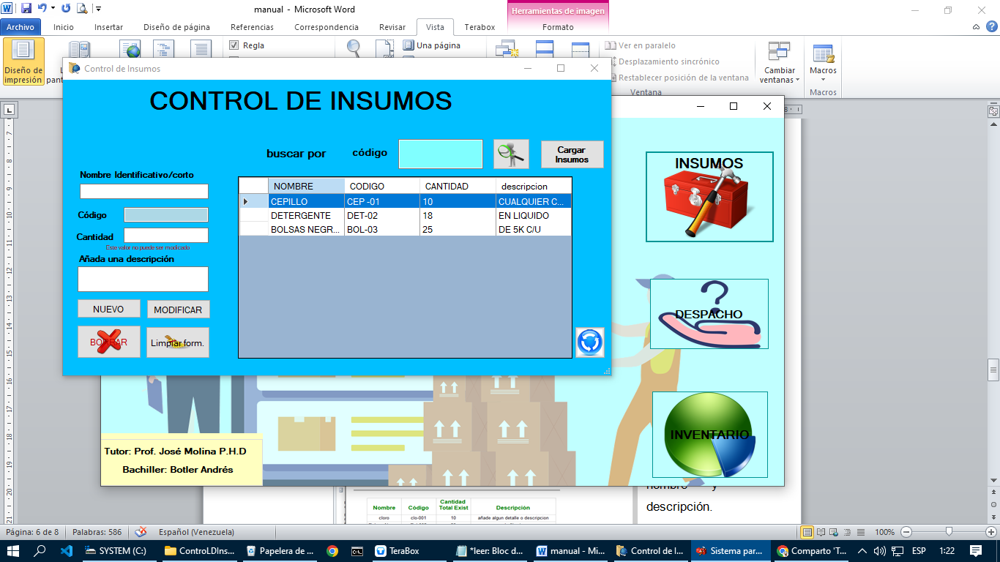 manual - Microsoft Word
Herramientas de imagen
Archivo Inicio Insertar Diseño de página Referencias Correspondencia Revisar Vista Terabox Formato
Diseño de impresión
Regla
Una página
Ver en paralelo
Desplazamiento sincrónico
Restablecer posición de la ventana
Ventana
Cambiar ventanas
Macros
Macros
Control de Insumos
CONTROL DE INSUMOS
buscar por código
Cargar Insumos
Nombre Identificativo/corto
Código
Cantidad
Este valor no puede ser modicado
Añada una descripción
NUEVO MODIFICAR
BORRAR Limpiar form.
NOMBRE CODIGO CANTIDAD descripcion
CEPILLO CEP -01 10 CUALQUIER C...
DETERGENTE DET-02 18 EN LIQUIDO
BOLSAS NEGR... BOL-03 25 DE 5K C/U
INSUMOS
DESPACHO
INVENTARIO
Tutor: Prof. José Molina P.H.D
Bachiller: Botler Andrés
nombre y
descripción.
Nombre Código Cantidad Total Exist Descripción
cloro clo-001 10 añade algun detalle o descripcion
Página: 6 de 8 Palabras: 586 Español (Venezuela) 100%
SYSTEM (C:) ControL.DIns... Papelera de ... TeraBox *leer: Bloc d... manual - Mi... Control de I... Sistema par... Comparto 'T... ESP 1:22